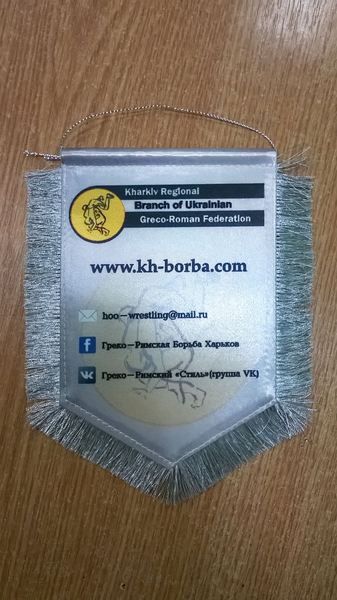 Kharkiv Regional
Branch of Ukrainian
Greco-Roman Federation
www.kh-borba.com
hoo—wrestling@mail.ru
Греко—Римская Борьба Харьков
Греко—Римский «Стиль»(группа VK)